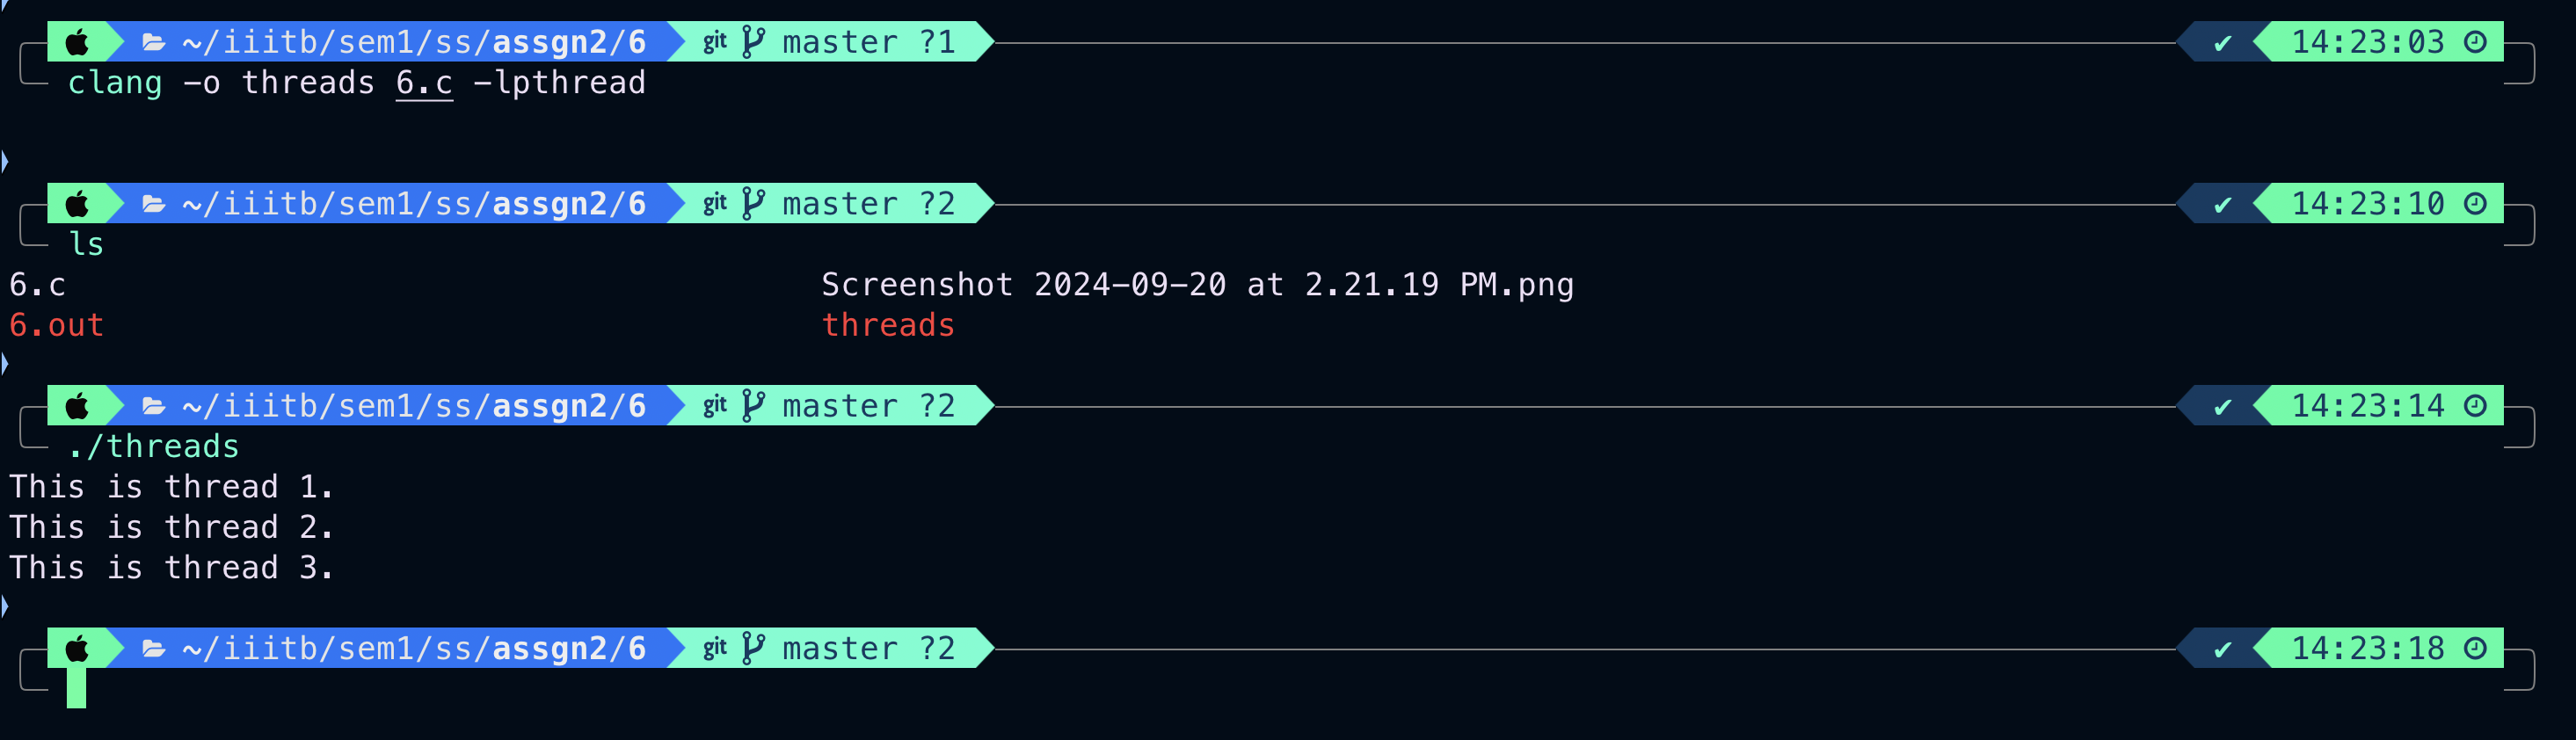 ~/iiitb/sem1/ss/assgn2/6 git master ?1 ✔ 14:23:03
clang -o threads 6.c -lpthread
~/iiitb/sem1/ss/assgn2/6 git master ?2 ✔ 14:23:10
ls
6.c Screenshot 2024-09-20 at 2.21.19 PM.png
6.out threads
~/iiitb/sem1/ss/assgn2/6 git master ?2 ✔ 14:23:14
./threads
This is thread 1.
This is thread 2.
This is thread 3.
~/iiitb/sem1/ss/assgn2/6 git master ?2 ✔ 14:23:18